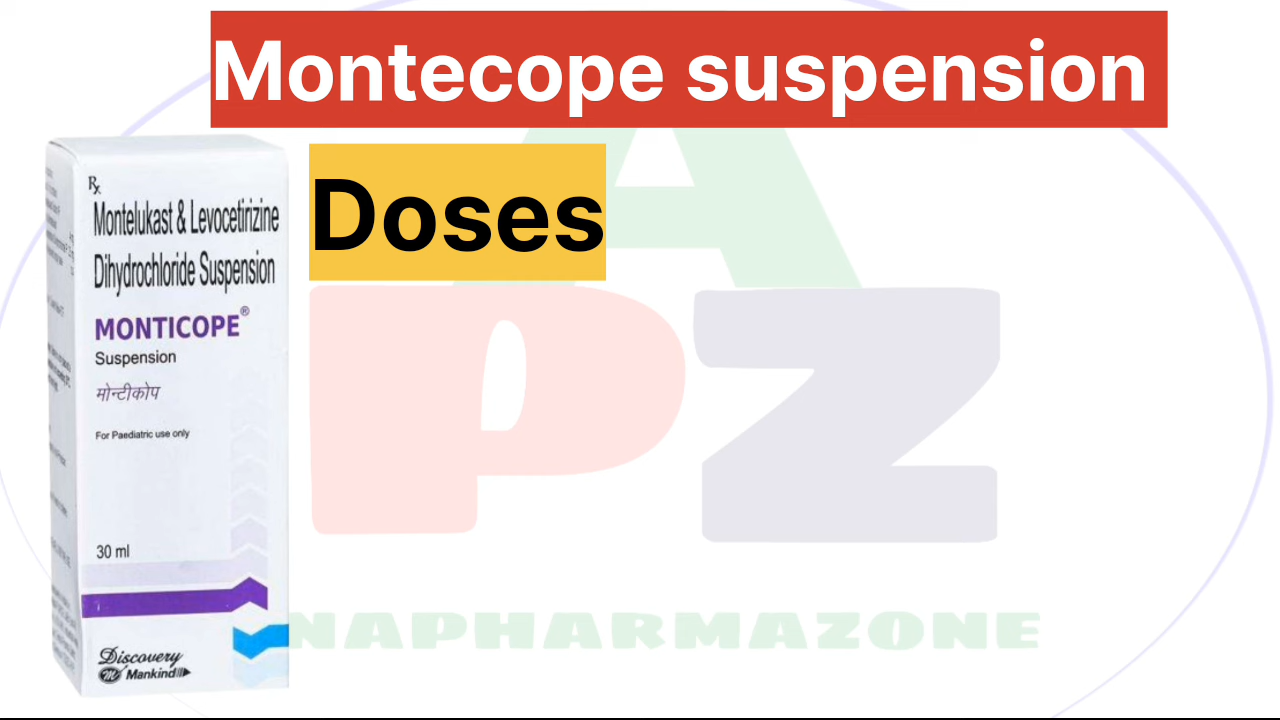 Montecope suspension
Doses
Rx
Montelukast & Levocetirizine
Dihydrochloride Suspension
MONTICOPE®
Suspension
मोन्टीकोप
For Paediatric use only
30 ml
Discovery
Mankind
A
PZ
NAPHARMAZONE